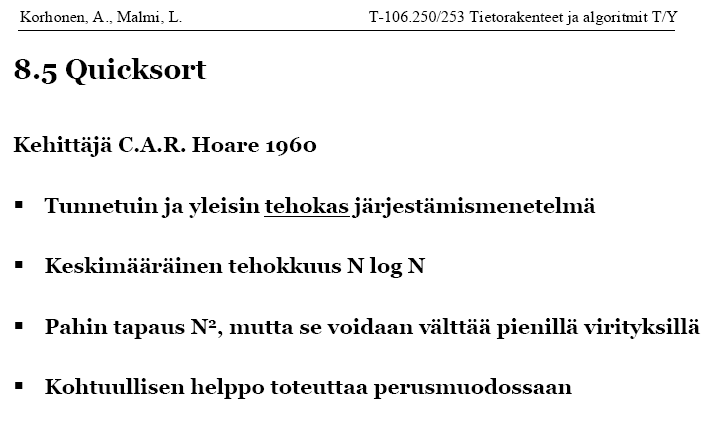 Korhonen, A., Malmi, L. T-106.250/253 Tietorakenteet ja algoritmit T/Y
8.5 Quicksort
Kehittäjä C.A.R. Hoare 1960
▪ Tunnetuin ja yleisin tehokas järjestämismenetelmä
▪ Keskimääräinen tehokkuus N log N
▪ Pahin tapaus N², mutta se voidaan välttää pienillä virityksillä
▪ Kohtuullisen helppo toteuttaa perusmuodossaan